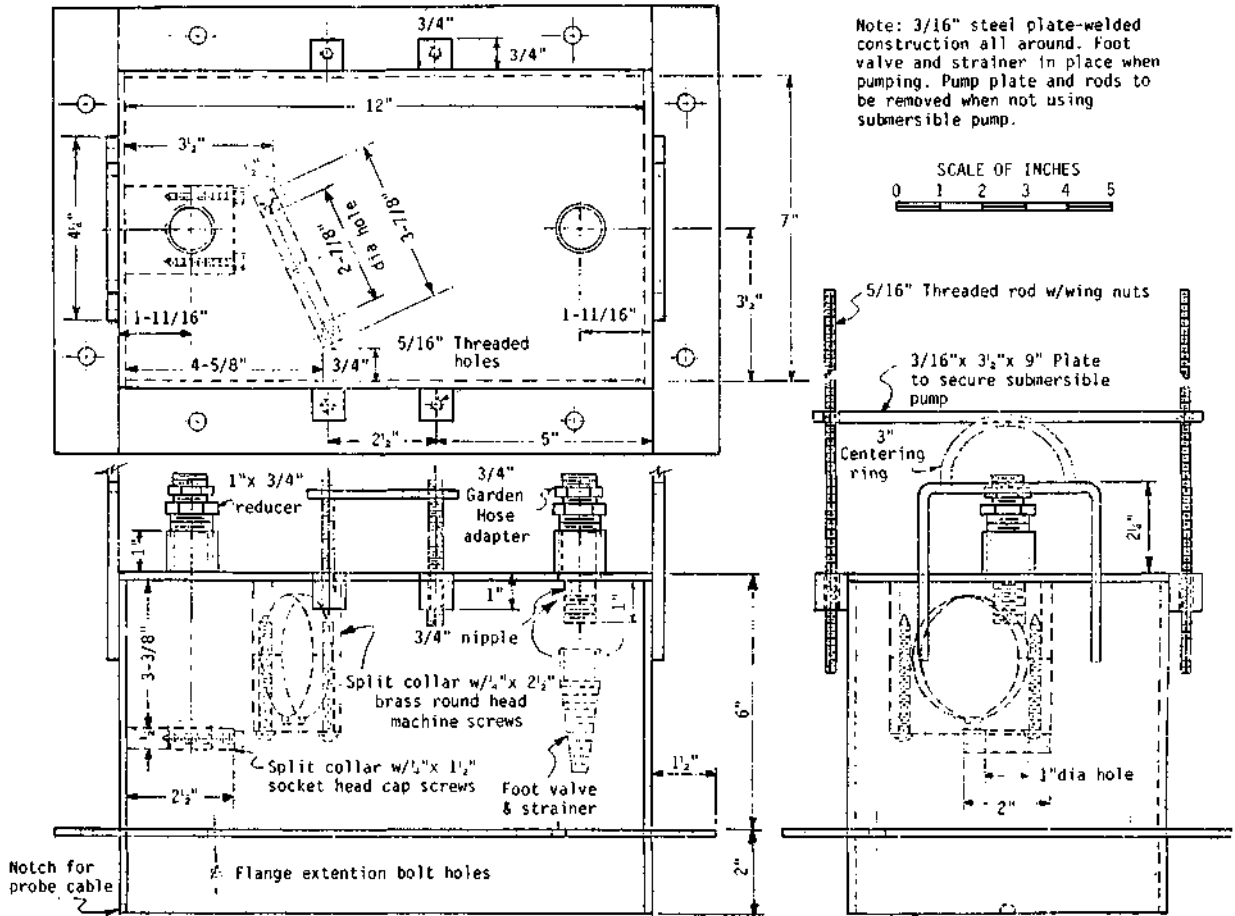 3/4"
3/4"
12"
3½"
½"
3-7/8"
2-7/8"
dia hole
4½"
7"
3½"
1-11/16"
1-11/16"
4-5/8"
3/4"
5/16" Threaded
holes
2½"
5"
Note: 3/16" steel plate-welded
construction all around. Foot
valve and strainer in place when
pumping. Pump plate and rods to
be removed when not using
submersible pump.
SCALE OF INCHES
0 1 2 3 4 5
5/16" Threaded rod w/wing nuts
3/16"x 3½"x 9" Plate
to secure submersible
pump
3"
Centering
ring
2½"
1"x 3/4"
reducer
3/4"
Garden
Hose
adapter
1"
1"
1"
3/4" nipple
3-3/8"
Split collar w/¼"x 2½"
brass round head
machine screws
6"
½"
Split collar w/¼"x 1½"
socket head cap screws
2½"
Foot valve
& strainer
1½"
1"dia hole
2"
Notch for
probe cable
Flange extention bolt holes
2"